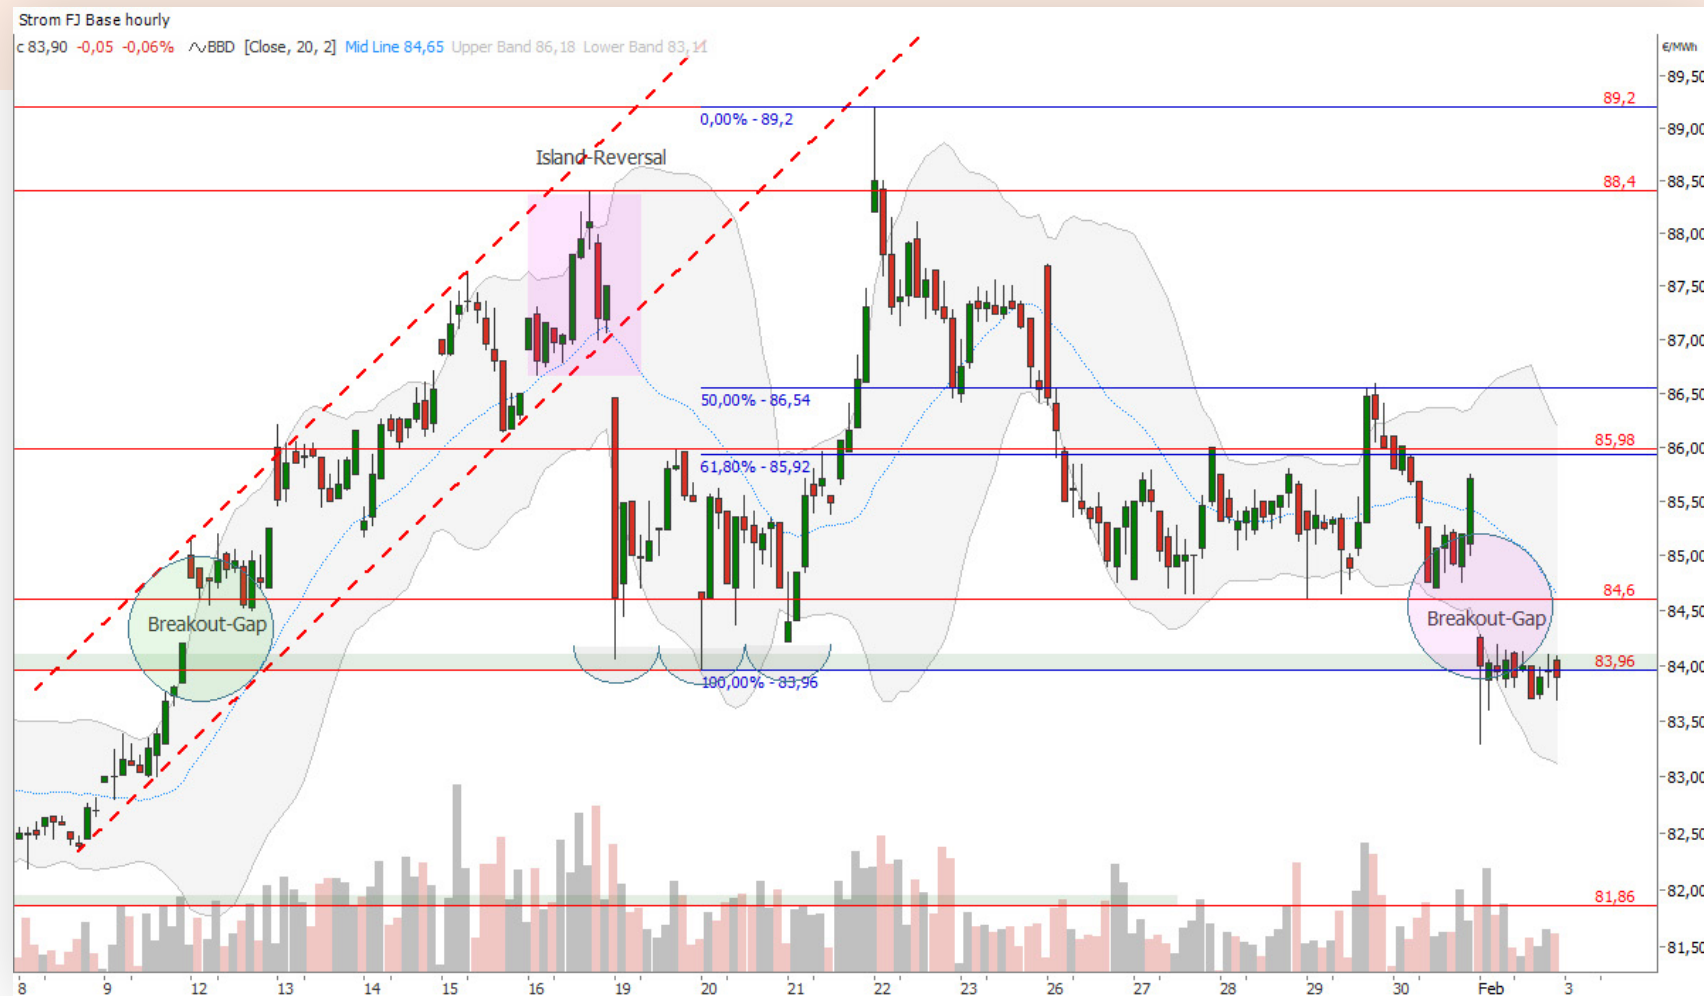 Strom FJ Base hourly
c 83,90 -0,05 -0,06% BBD [Close, 20, 2] Mid Line 84,65 Upper Band 86,18 Lower Band 83,11
€/MWh
89,50
89,2
0,00% - 89,2
89,00
Island-Reversal
88,50
88,4
88,00
87,50
87,00
86,50
50,00% - 86,54
85,98
86,00
61,80% - 85,92
85,50
85,00
84,6
84,50
Breakout-Gap
Breakout-Gap
83,96
84,00
100,00% - 83,96
83,50
83,00
82,50
82,00
81,86
81,50
8 9 12 13 14 15 16 19 20 21 22 23 26 27 28 29 30 Feb 3